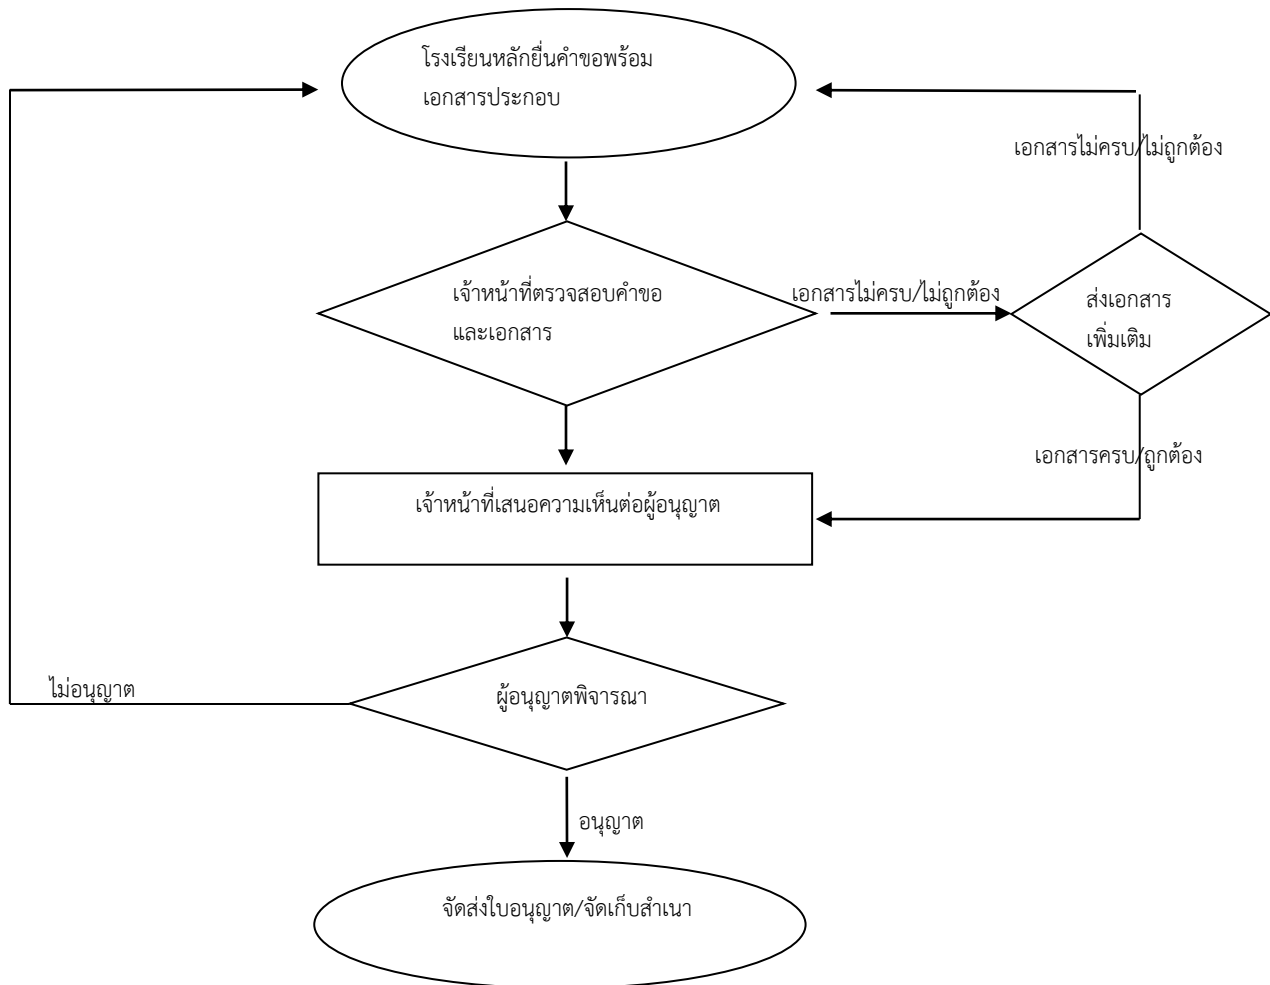 โรงเรียนหลักยื่นคำขอพร้อม
เอกสารประกอบ
เอกสารไม่ครบ/ไม่ถูกต้อง
เจ้าหน้าที่ตรวจสอบคำขอ
และเอกสาร
เอกสารไม่ครบ/ไม่ถูกต้อง
ส่งเอกสาร
เพิ่มเติม
เอกสารครบ/ถูกต้อง
เจ้าหน้าที่เสนอความเห็นต่อผู้อนุญาต
ไม่อนุญาต
ผู้อนุญาตพิจารณา
อนุญาต
จัดส่งใบอนุญาต/จัดเก็บสำเนา